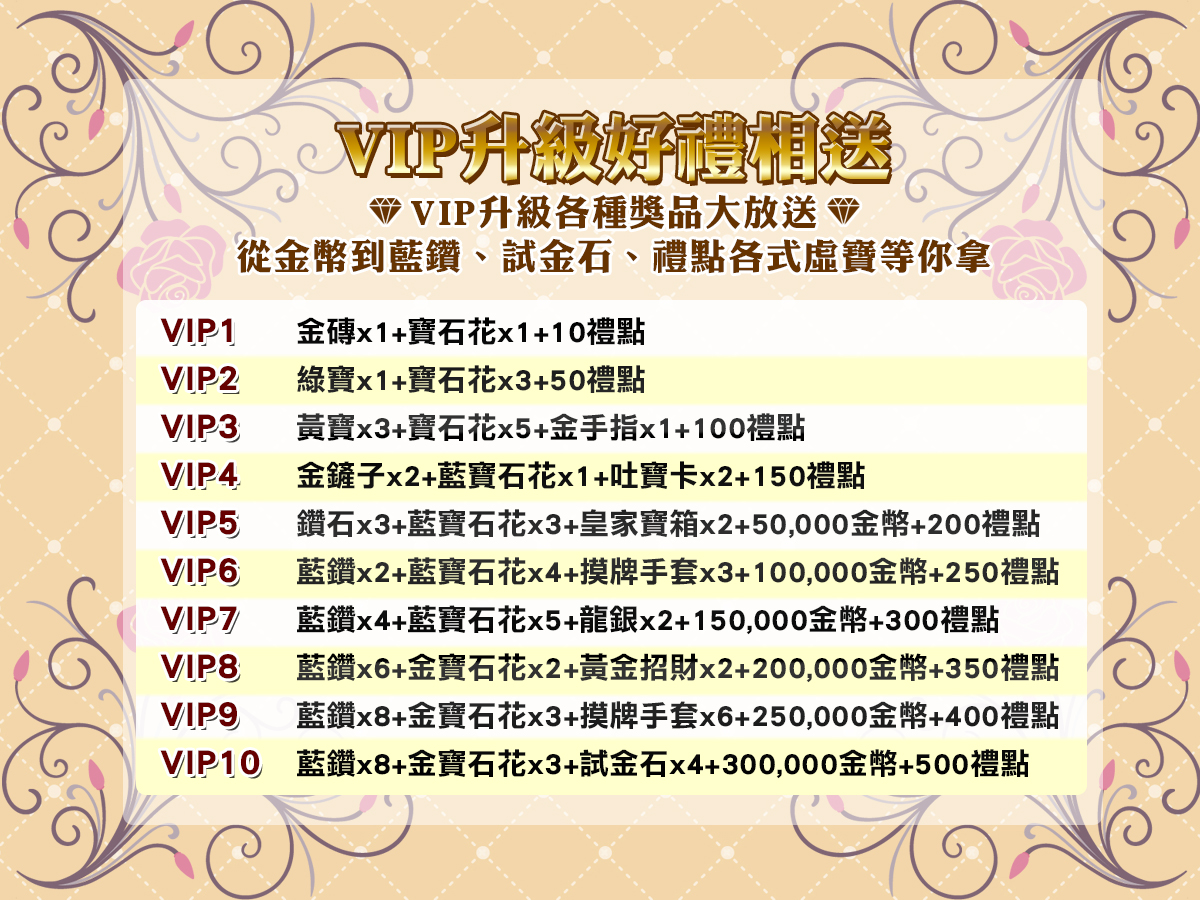 VIP升級好禮相送
VIP升級各種獎品大放送
從金幣到藍鑽、試金石、禮點各式虛寶等你拿
VIP1 金磚x1+寶石花x1+10禮點
VIP2 綠寶x1+寶石花x3+50禮點
VIP3 黃寶x3+寶石花x5+金手指x1+100禮點
VIP4 金鏟子x2+藍寶石花x1+吐寶卡x2+150禮點
VIP5 鑽石x3+藍寶石花x3+皇家寶箱x2+50,000金幣+200禮點
VIP6 藍鑽x2+藍寶石花x4+摸牌手套x3+100,000金幣+250禮點
VIP7 藍鑽x4+藍寶石花x5+龍銀x2+150,000金幣+300禮點
VIP8 藍鑽x6+金寶石花x2+黃金招財x2+200,000金幣+350禮點
VIP9 藍鑽x8+金寶石花x3+摸牌手套x6+250,000金幣+400禮點
VIP10 藍鑽x8+金寶石花x3+試金石x4+300,000金幣+500禮點